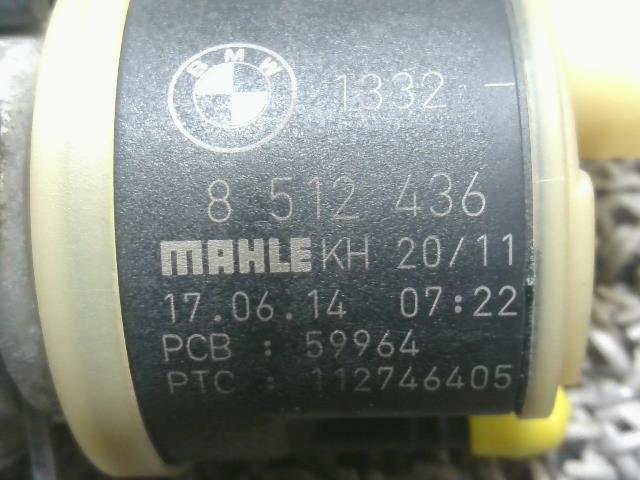 BMW 1332 -
8 512 436
MAHLE KH 20/11
17.06.14 07:22
PCB : 59964
PTC : 112746405